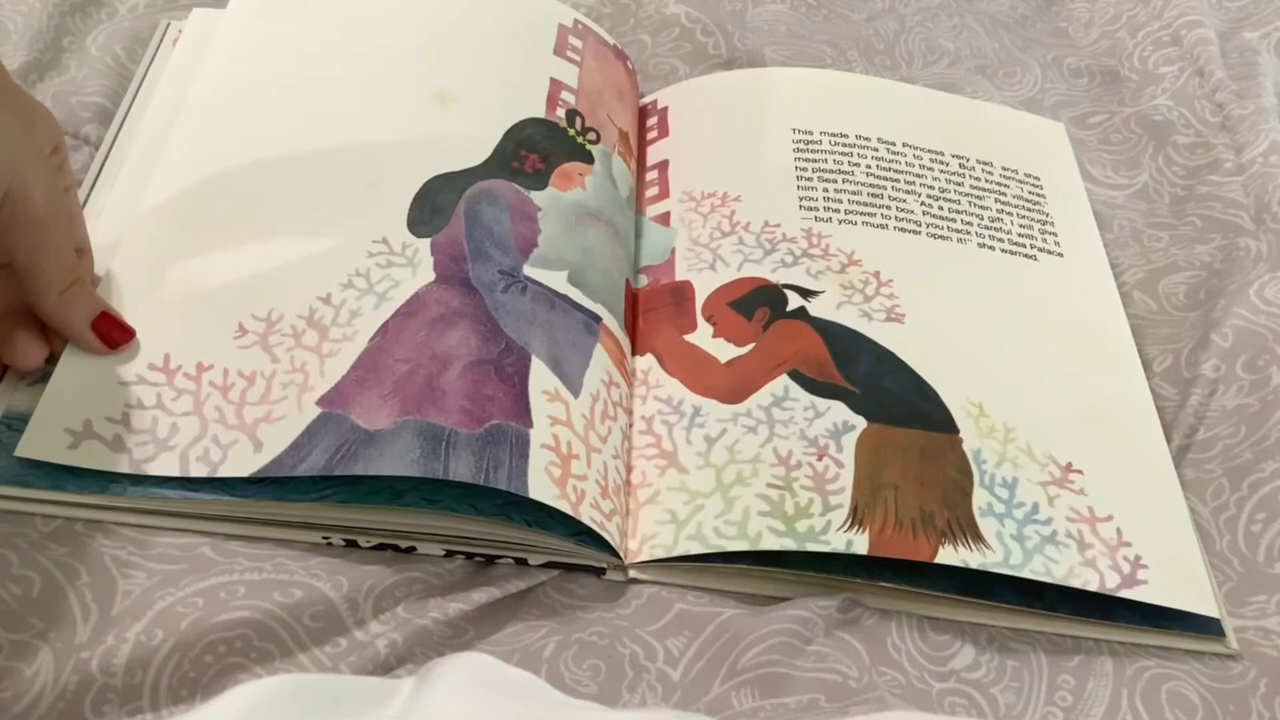 This made the Sea Princess very sad, and she
urged Urashima Taro to stay. But he remained
determined to return to the world he knew. "I was
meant to be a fisherman in that seaside village,"
he pleaded, "Please let me go home!" Reluctantly,
the Sea Princess finally agreed. Then she brought
him a small red box. "As a parting gift, I will give
you this treasure box. Please be careful with it. It
has the power to bring you back to the Sea Palace
—but you must never open it!" she warned.